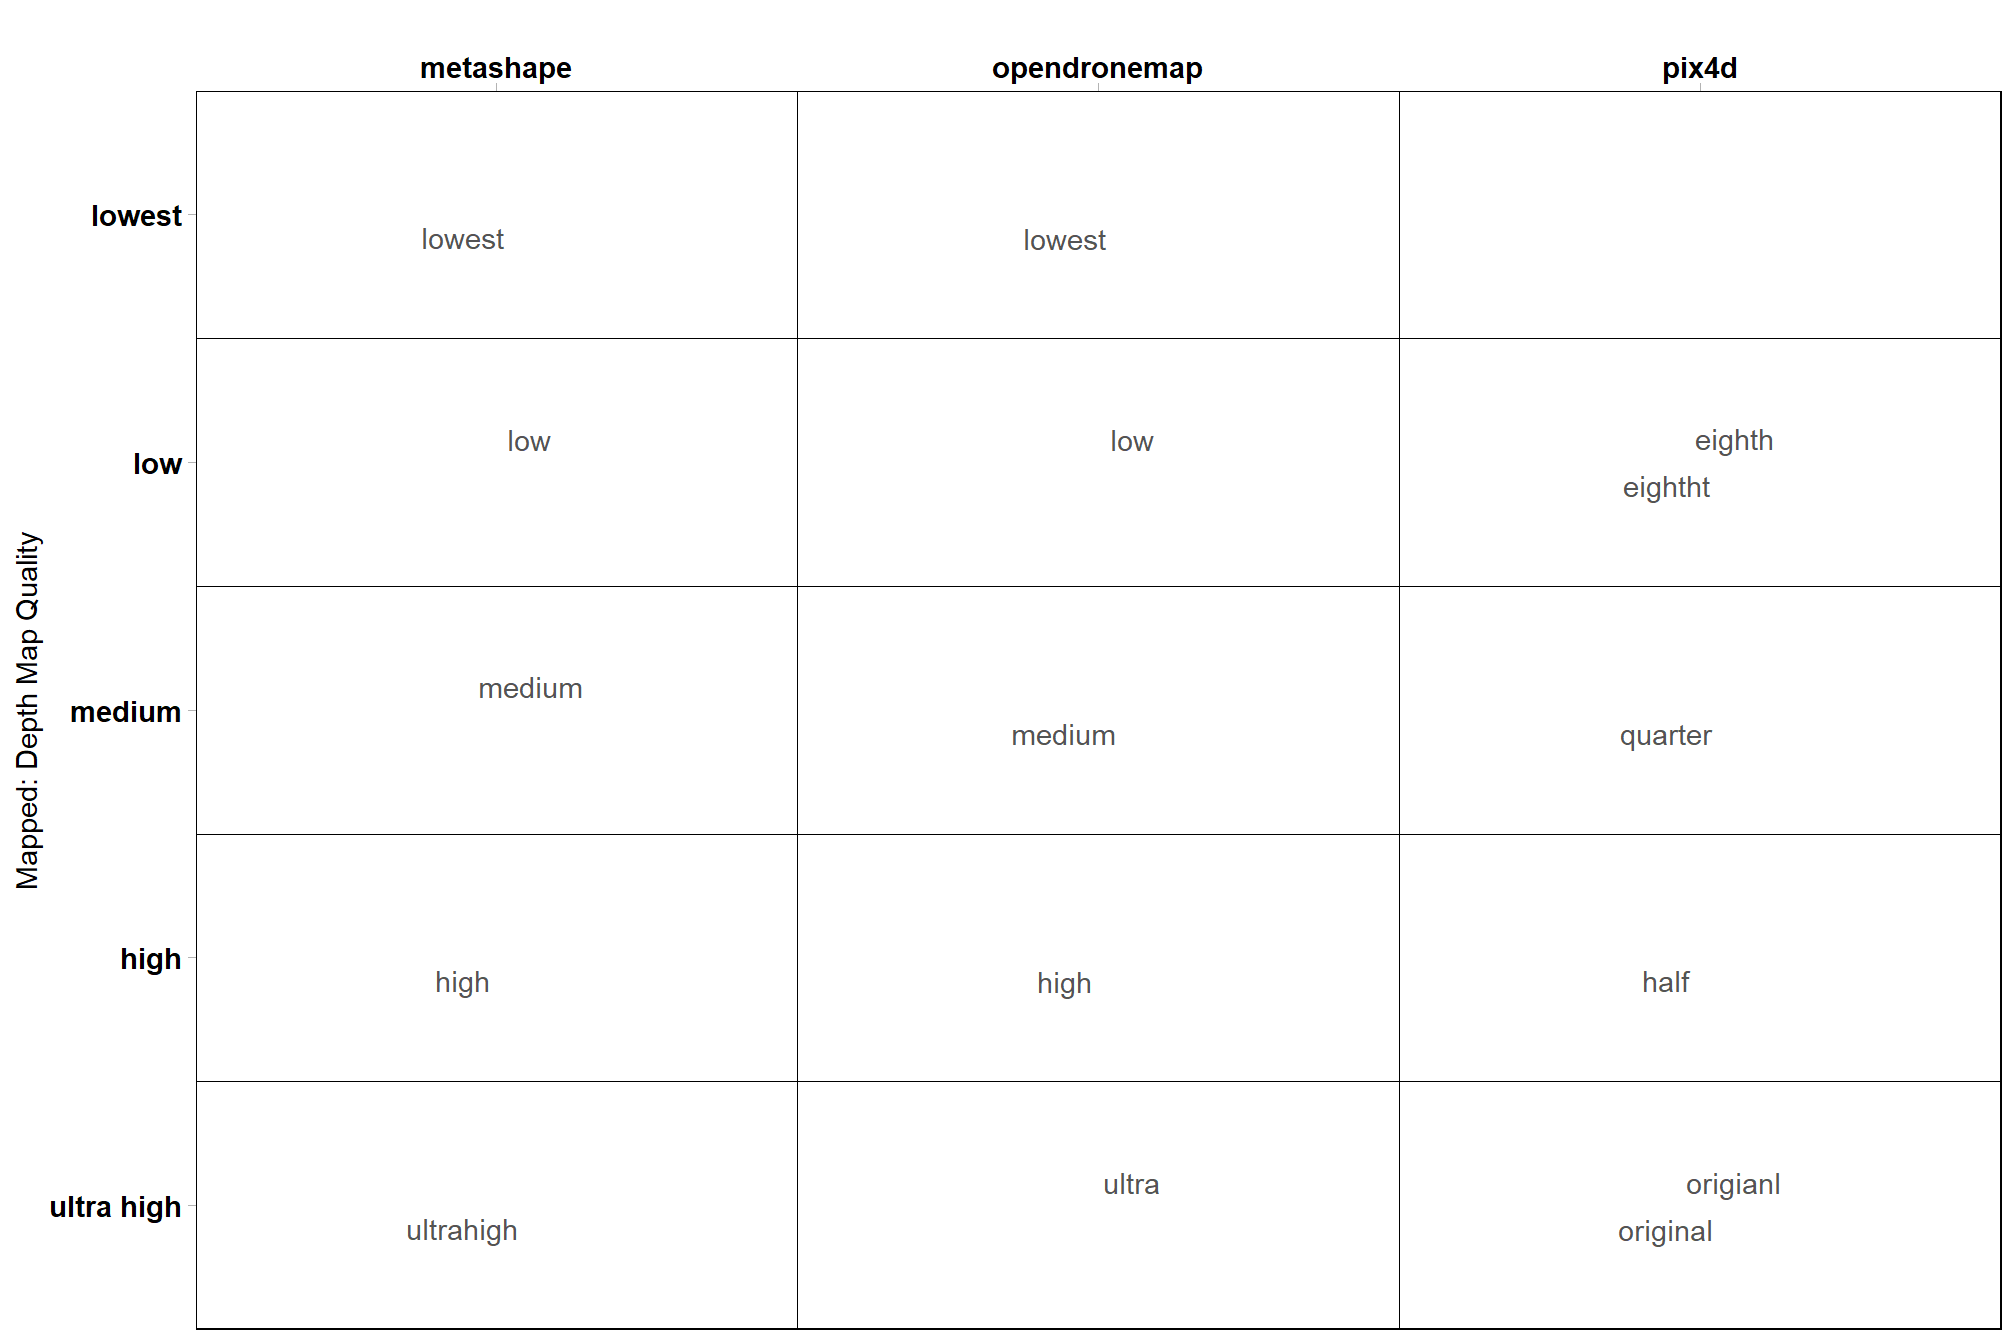 metashape opendronemap pix4d
Mapped: Depth Map Quality
lowest lowest lowest
low low low eighth
eightht
medium medium
medium quarter
high high high half
ultra high ultra origianl
ultrahigh original